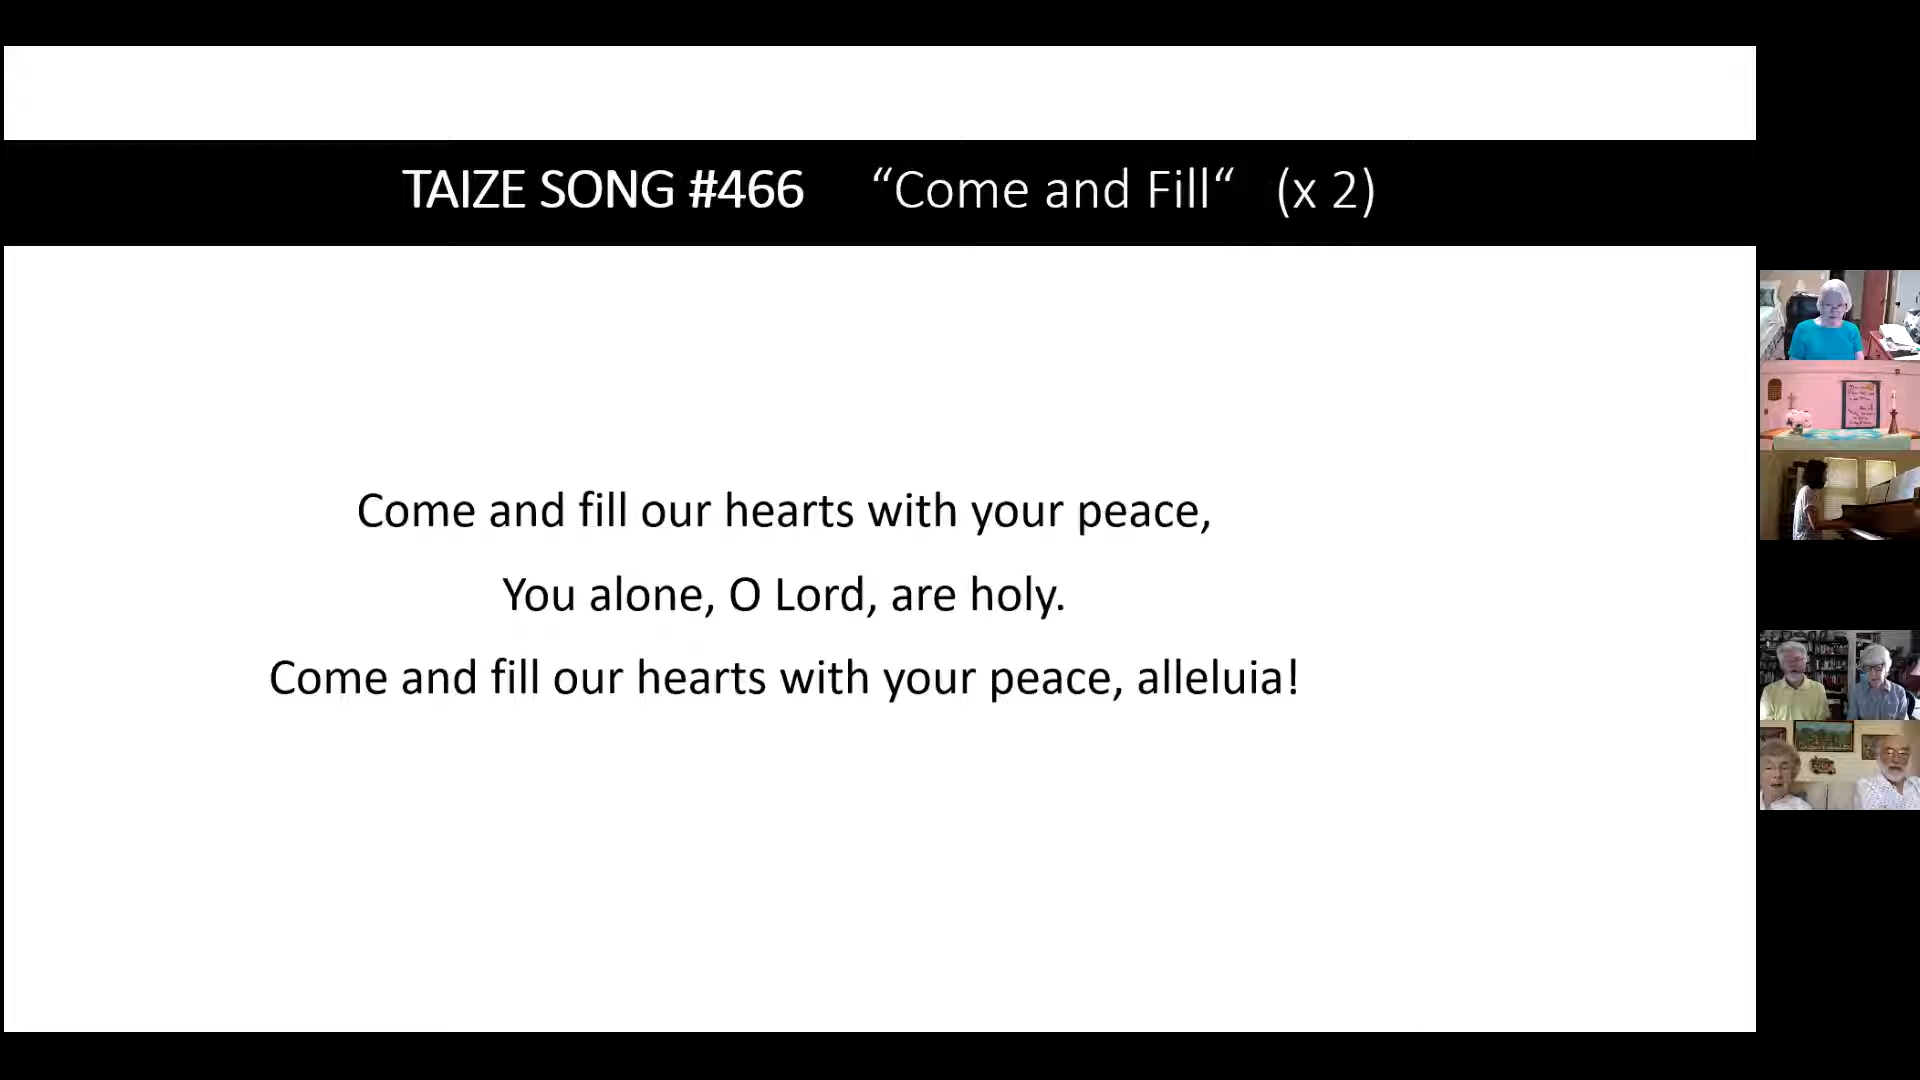 TAIZE SONG #466 “Come and Fill“ (x 2)
Come and fill our hearts with your peace,
You alone, O Lord, are holy.
Come and fill our hearts with your peace, alleluia!